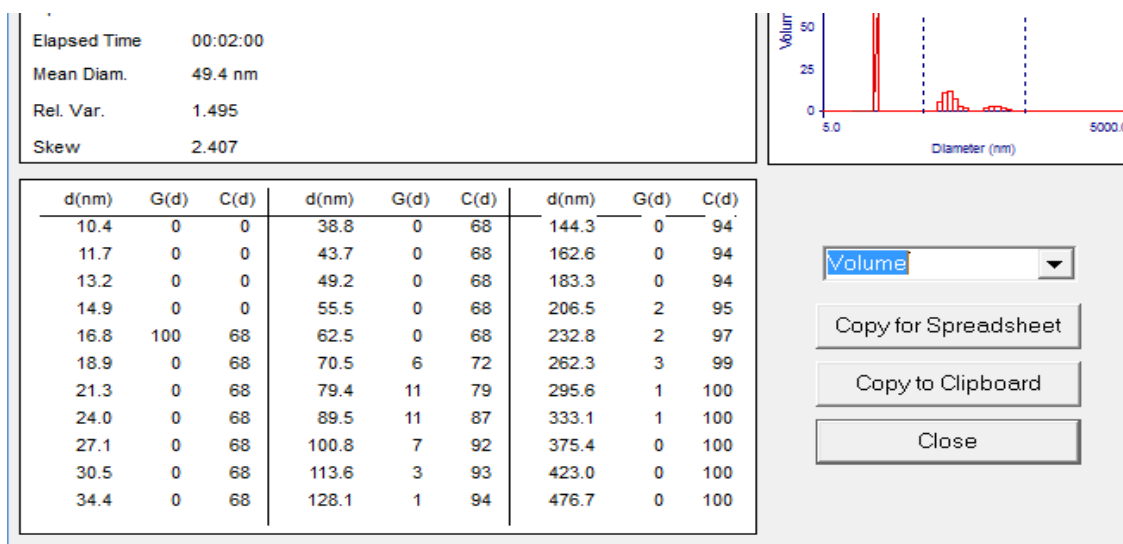 Elapsed Time 00:02:00
Mean Diam. 49.4 nm
Rel. Var. 1.495
Skew 2.407
50
25
0
5.0 5000.
Diameter (nm)
d(nm) G(d) C(d) d(nm) G(d) C(d) d(nm) G(d) C(d)
10.4 0 0 38.8 0 68 144.3 0 94
11.7 0 0 43.7 0 68 162.6 0 94
13.2 0 0 49.2 0 68 183.3 0 94
14.9 0 0 55.5 0 68 206.5 2 95
16.8 100 68 62.5 0 68 232.8 2 97
18.9 0 68 70.5 6 72 262.3 3 99
21.3 0 68 79.4 11 79 295.6 1 100
24.0 0 68 89.5 11 87 333.1 1 100
27.1 0 68 100.8 7 92 375.4 0 100
30.5 0 68 113.6 3 93 423.0 0 100
34.4 0 68 128.1 1 94 476.7 0 100
Volume
Copy for Spreadsheet
Copy to Clipboard
Close